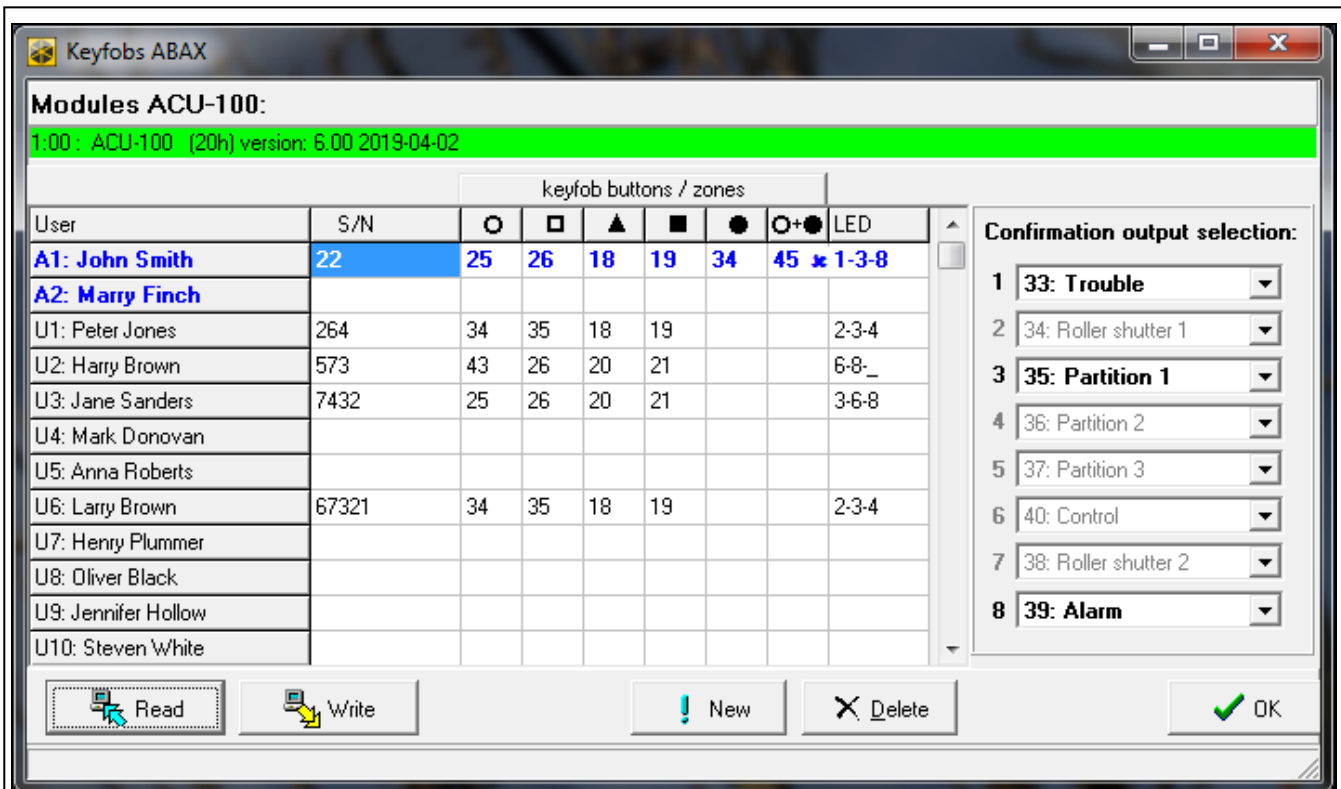 Keyfobs ABAX
Modules ACU-100:
1:00 : ACU-100 (20h) version: 6.00 2019-04-02
keyfob buttons / zones
User S/N LED
A1: John Smith 22 25 26 18 19 34 45 1-3-8
A2: Marry Finch
U1: Peter Jones 264 34 35 18 19 2-3-4
U2: Harry Brown 573 43 26 20 21 6-8-_
U3: Jane Sanders 7432 25 26 20 21 3-6-8
U4: Mark Donovan
U5: Anna Roberts
U6: Larry Brown 67321 34 35 18 19 2-3-4
U7: Henry Plummer
U8: Oliver Black
U9: Jennifer Hollow
U10: Steven White
Confirmation output selection:
1 33: Trouble
2 34: Roller shutter 1
3 35: Partition 1
4 36: Partition 2
5 37: Partition 3
6 40: Control
7 38: Roller shutter 2
8 39: Alarm
Read Write New Delete OK